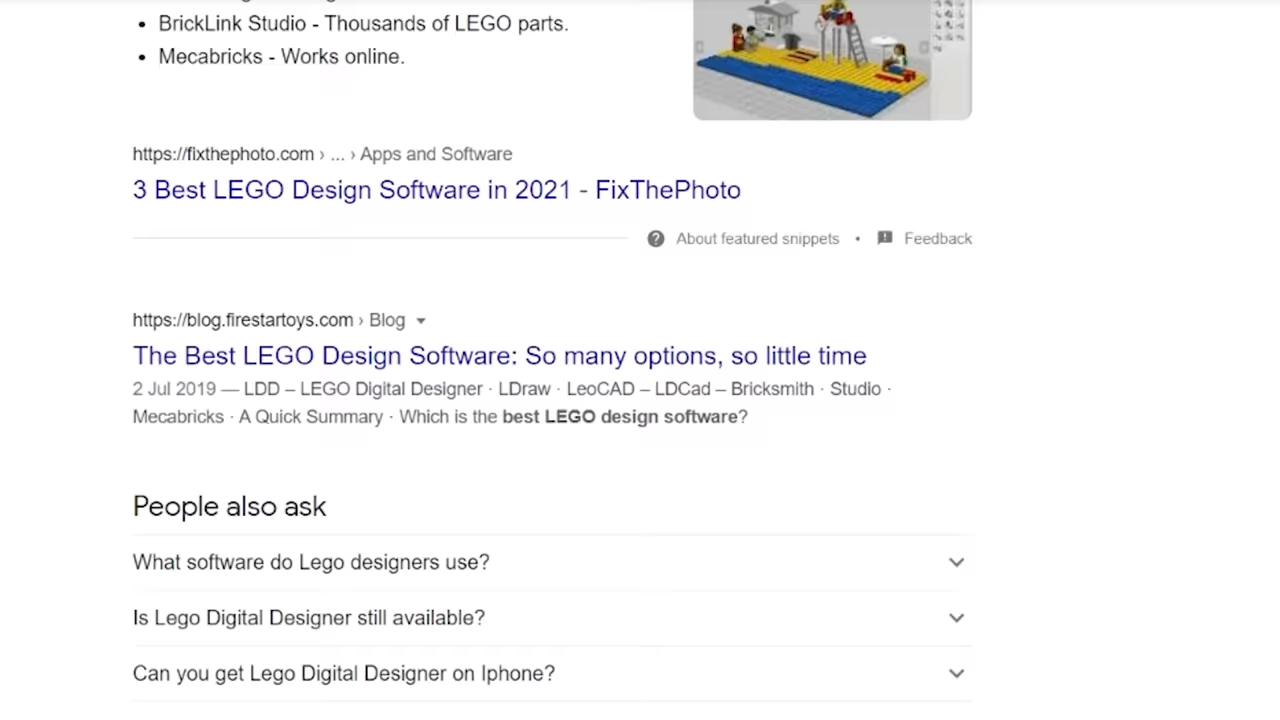 BrickLink Studio - Thousands of LEGO parts.
Mecabricks - Works online.
https://fixthephoto.com › ... › Apps and Software
3 Best LEGO Design Software in 2021 - FixThePhoto
About featured snippets • Feedback
https://blog.firestartoys.com › Blog
The Best LEGO Design Software: So many options, so little time
2 Jul 2019 — LDD – LEGO Digital Designer · LDraw · LeoCAD – LDCad – Bricksmith · Studio ·
Mecabricks · A Quick Summary · Which is the best LEGO design software?
People also ask
What software do Lego designers use?
Is Lego Digital Designer still available?
Can you get Lego Digital Designer on Iphone?